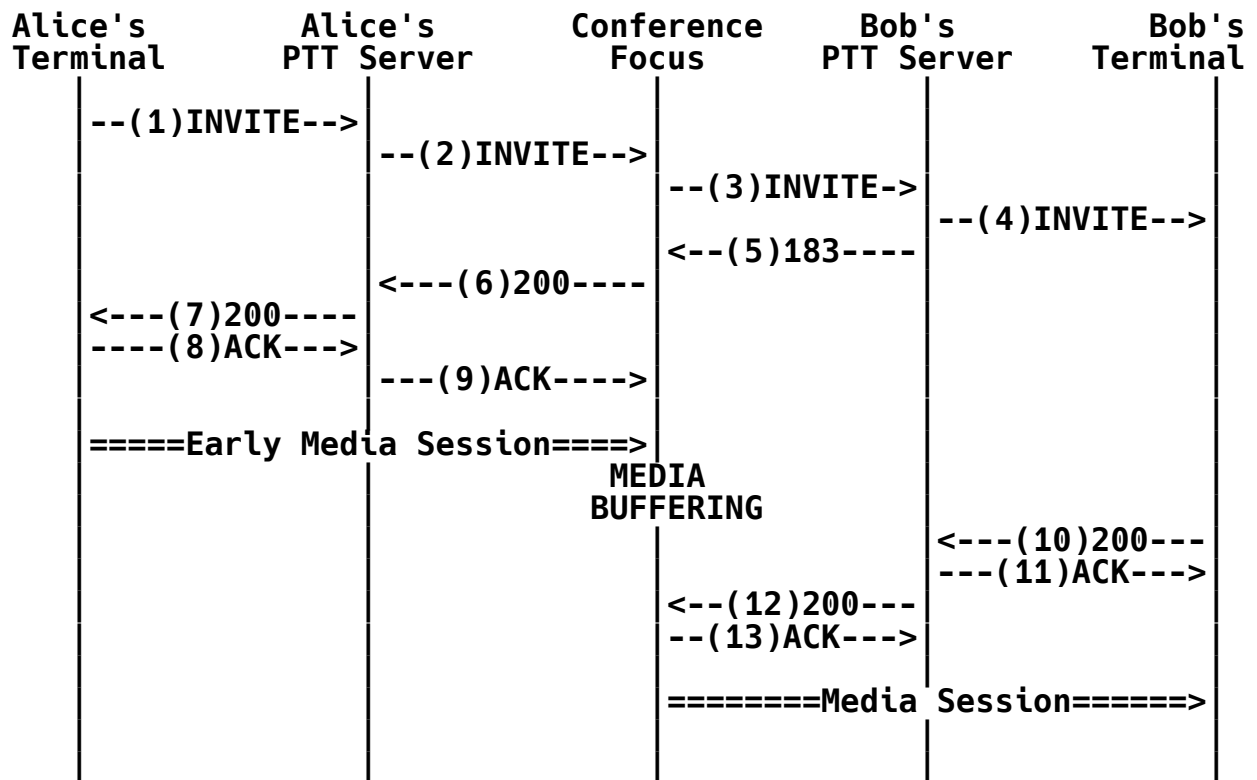 Alice's Alice's Conference Bob's Bob's
Terminal PTT Server Focus PTT Server Terminal
--(1)INVITE-->
--(2)INVITE-->
--(3)INVITE->
--(4)INVITE-->
<--(5)183----
<---(6)200----
<---(7)200----
----(8)ACK--->
---(9)ACK---->
=====Early Media Session====>
MEDIA
BUFFERING
<---(10)200---
---(11)ACK--->
<--(12)200---
--(13)ACK--->
========Media Session======>